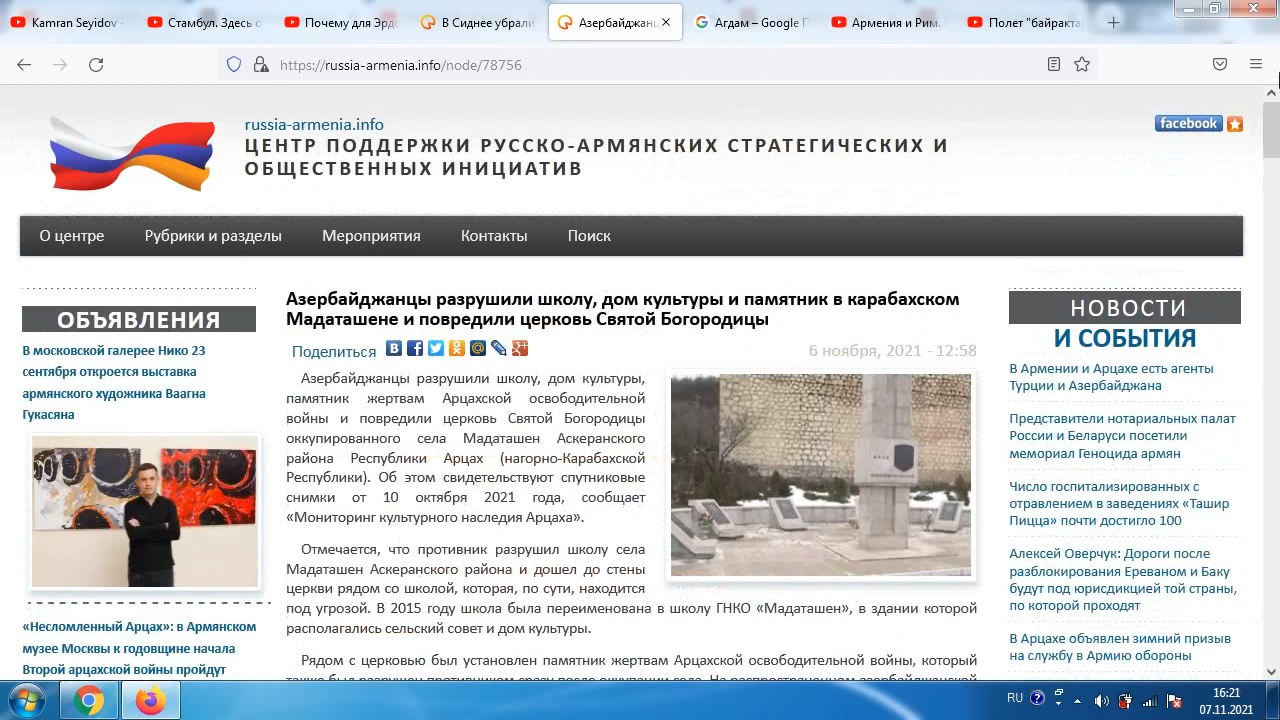 Kamran Seyidov -
Стамбул. Здесь о
Почему для Эрдо
В Сиднее убрали
Азербайджанц
Агдам – Google П
Армения и Рим.
Полет "байракта
https://russia-armenia.info/node/78756
russia-armenia.info
ЦЕНТР ПОДДЕРЖКИ РУССКО-АРМЯНСКИХ СТРАТЕГИЧЕСКИХ И
ОБЩЕСТВЕННЫХ ИНИЦИАТИВ
facebook
О центре
Рубрики и разделы
Мероприятия
Контакты
Поиск
ОБЪЯВЛЕНИЯ
В московской галерее Нико 23
сентября откроется выставка
армянского художника Ваагна
Гукасяна
«Несломленный Арцах»: в Армянском
музее Москвы к годовщине начала
Второй арцахской войны пройдут
Азербайджанцы разрушили школу, дом культуры и памятник в карабахском
Мадаташене и повредили церковь Святой Богородицы
Поделиться
6 ноября, 2021 - 12:58
Азербайджанцы разрушили школу, дом культуры,
памятник жертвам Арцахской освободительной
войны и повредили церковь Святой Богородицы
оккупированного села Мадаташен Аскеранского
района Республики Арцах (нагорно-Карабахской
Республики). Об этом свидетельствуют спутниковые
снимки от 10 октября 2021 года, сообщает
«Мониторинг культурного наследия Арцаха».
Отмечается, что противник разрушил школу села
Мадаташен Аскеранского района и дошел до стены
церкви рядом со школой, которая, по сути, находится
под угрозой. В 2015 году школа была переименована в школу ГНКО «Мадаташен», в здании которой
располагались сельский совет и дом культуры.
Рядом с церковью был установлен памятник жертвам Арцахской освободительной войны, который
НОВОСТИ
И СОБЫТИЯ
В Армении и Арцахе есть агенты
Турции и Азербайджана
Представители нотариальных палат
России и Беларуси посетили
мемориал Геноцида армян
Число госпитализированных с
отравлением в заведениях «Ташир
Пицца» почти достигло 100
Алексей Оверчук: Дороги после
разблокирования Ереваном и Баку
будут под юрисдикцией той страны,
по которой проходят
В Арцахе объявлен зимний призыв
на службу в Армию обороны
RU
16:21
07.11.2021